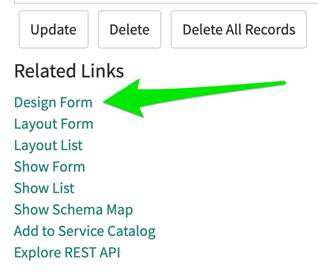 Update Delete Delete All Records
Related Links
Design Form
Layout Form
Layout List
Show Form
Show List
Show Schema Map
Add to Service Catalog
Explore REST API